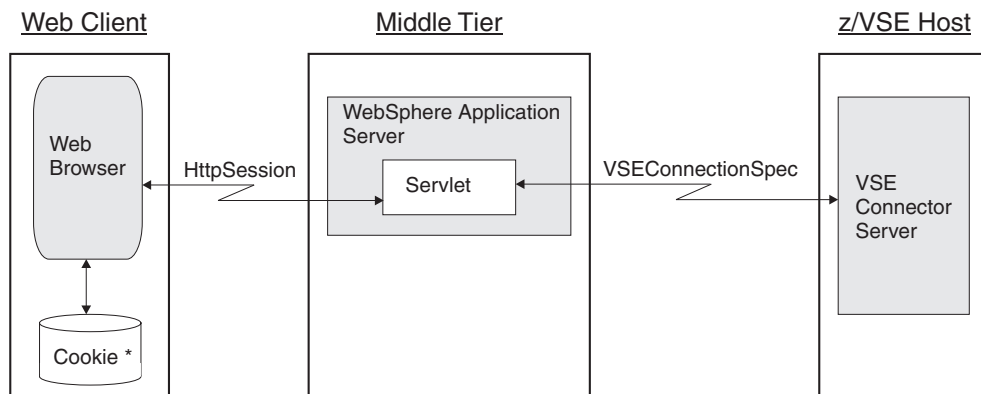 Web Client
Middle Tier
z/VSE Host
WebSphere Application
Server
Web
Browser
HttpSession
Servlet
VSEConnectionSpec
VSE
Connector
Server
Cookie *